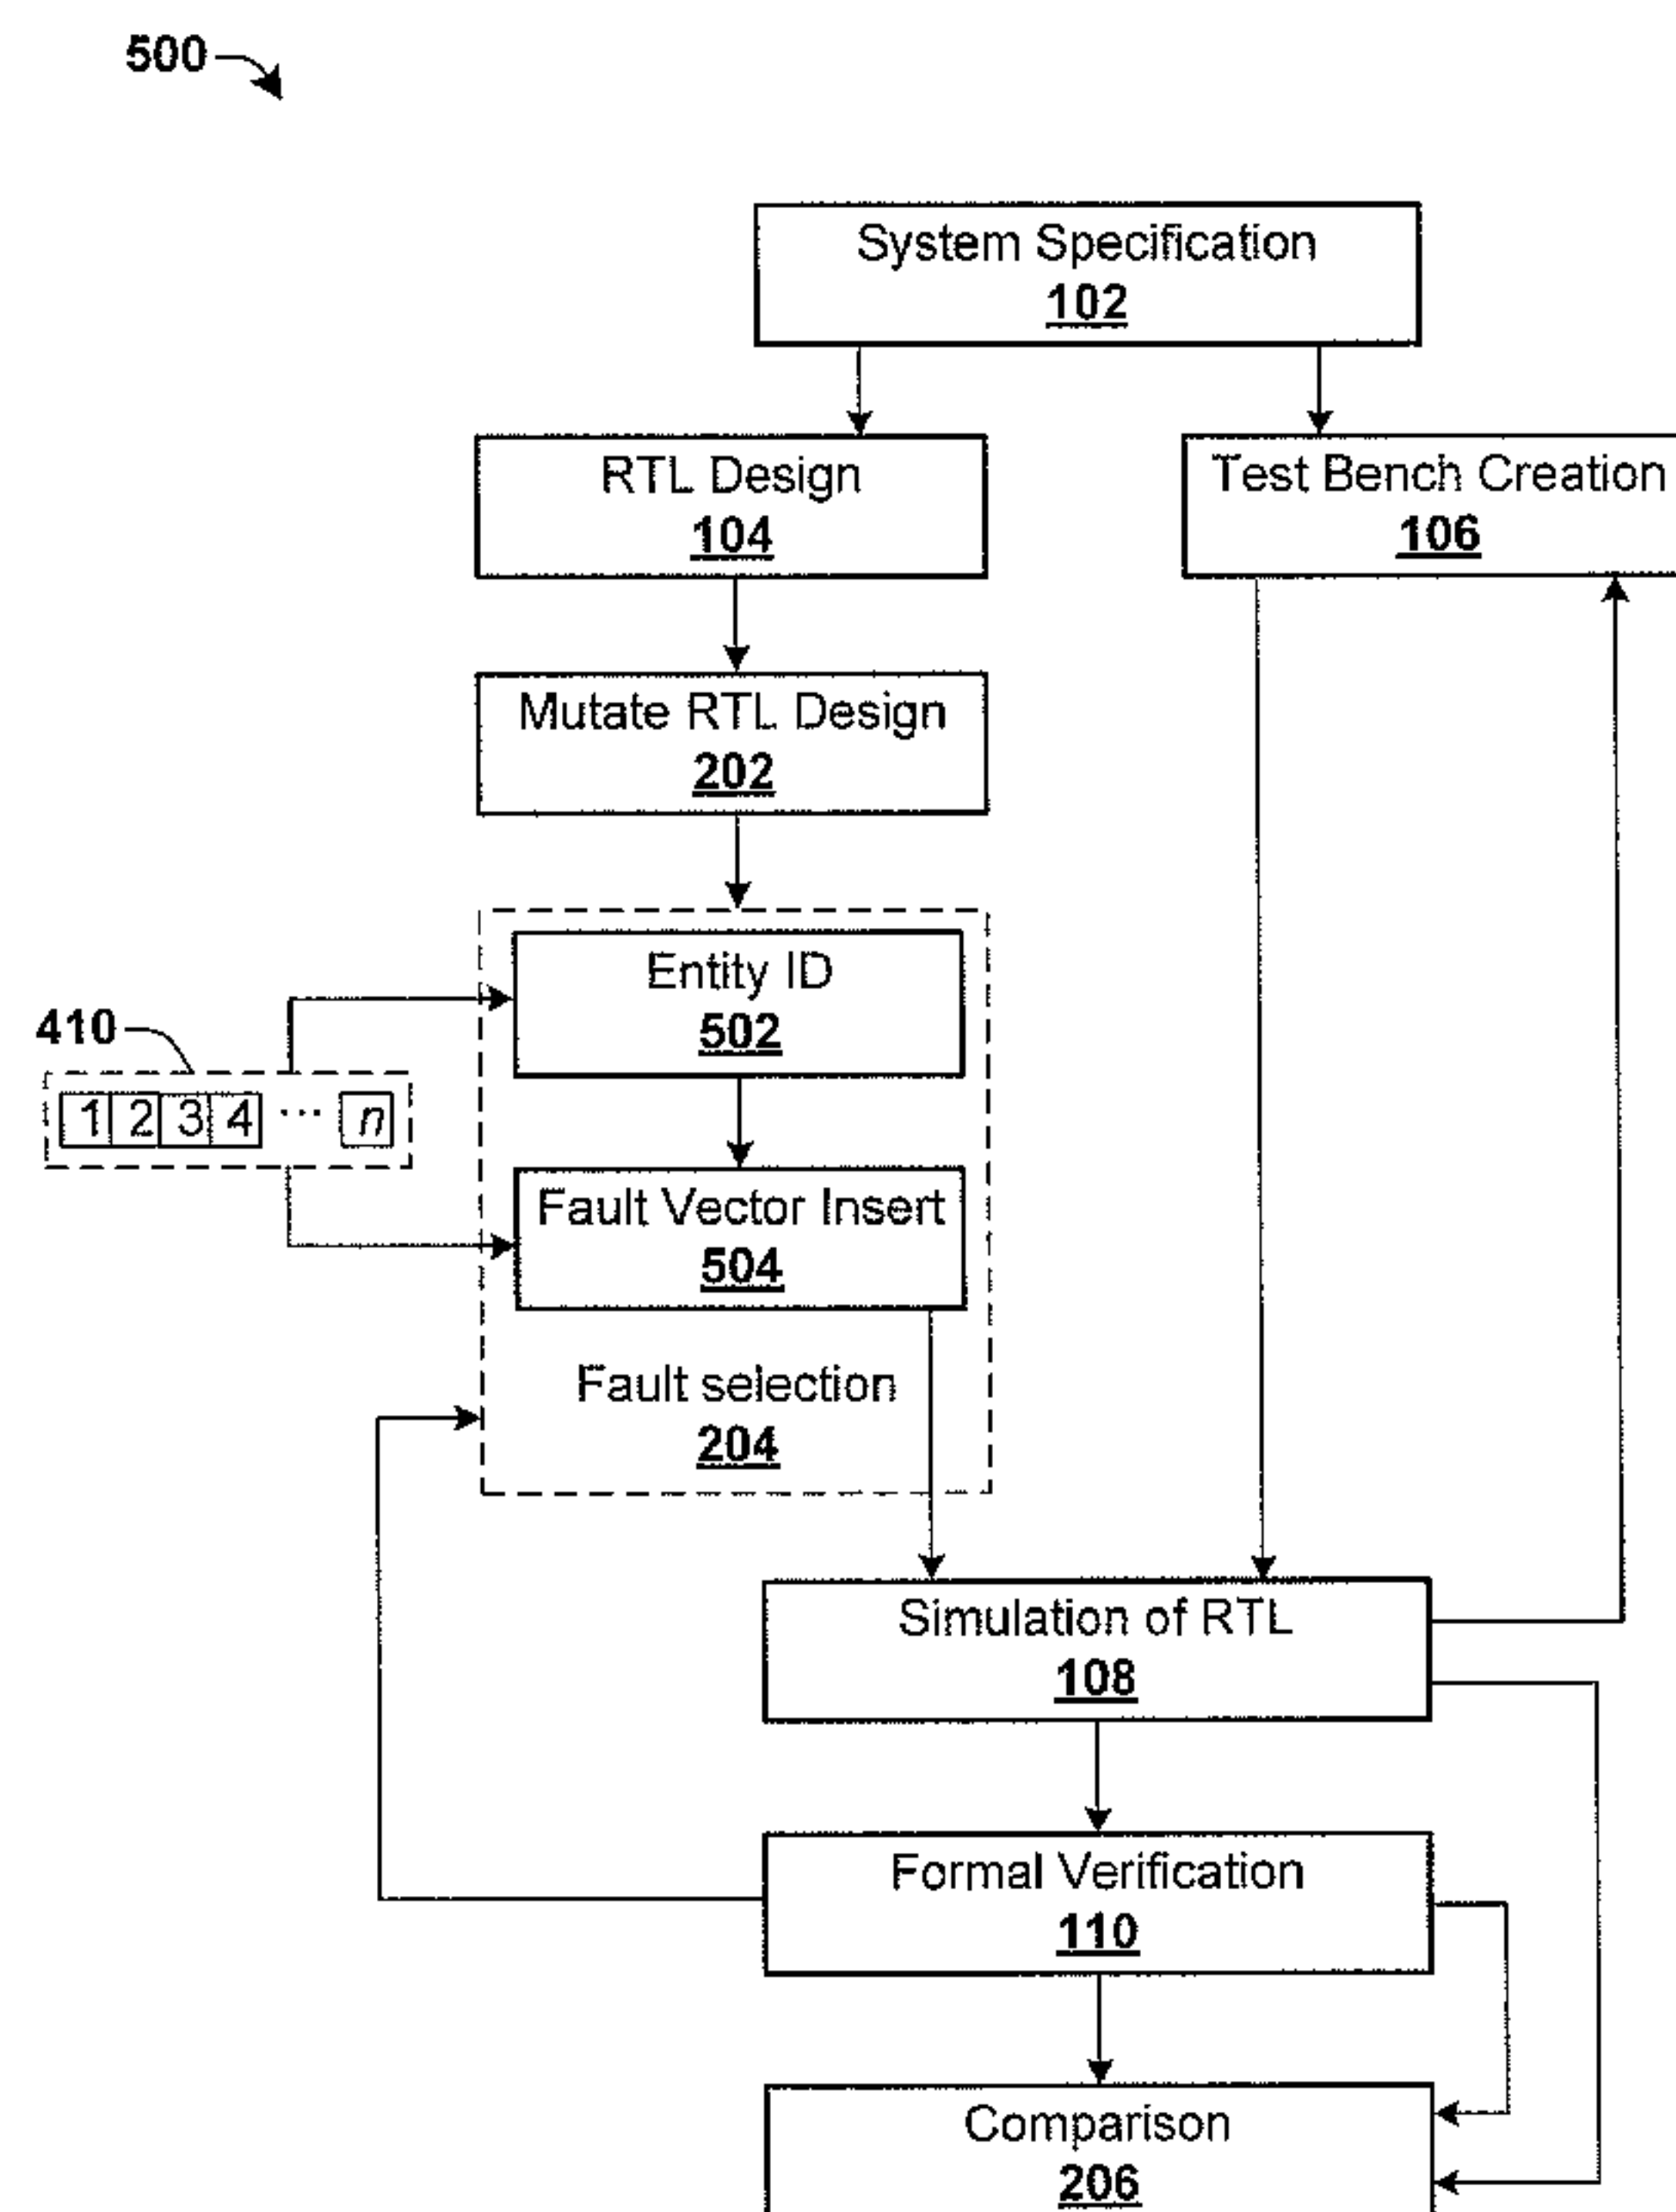 500
System Specification
102
RTL Design
104
Test Bench Creation
106
Mutate RTL Design
202
Entity ID
502
410
1 2 3 4 ... n
Fault Vector Insert
504
Fault selection
204
Simulation of RTL
108
Formal Verification
110
Comparison
206